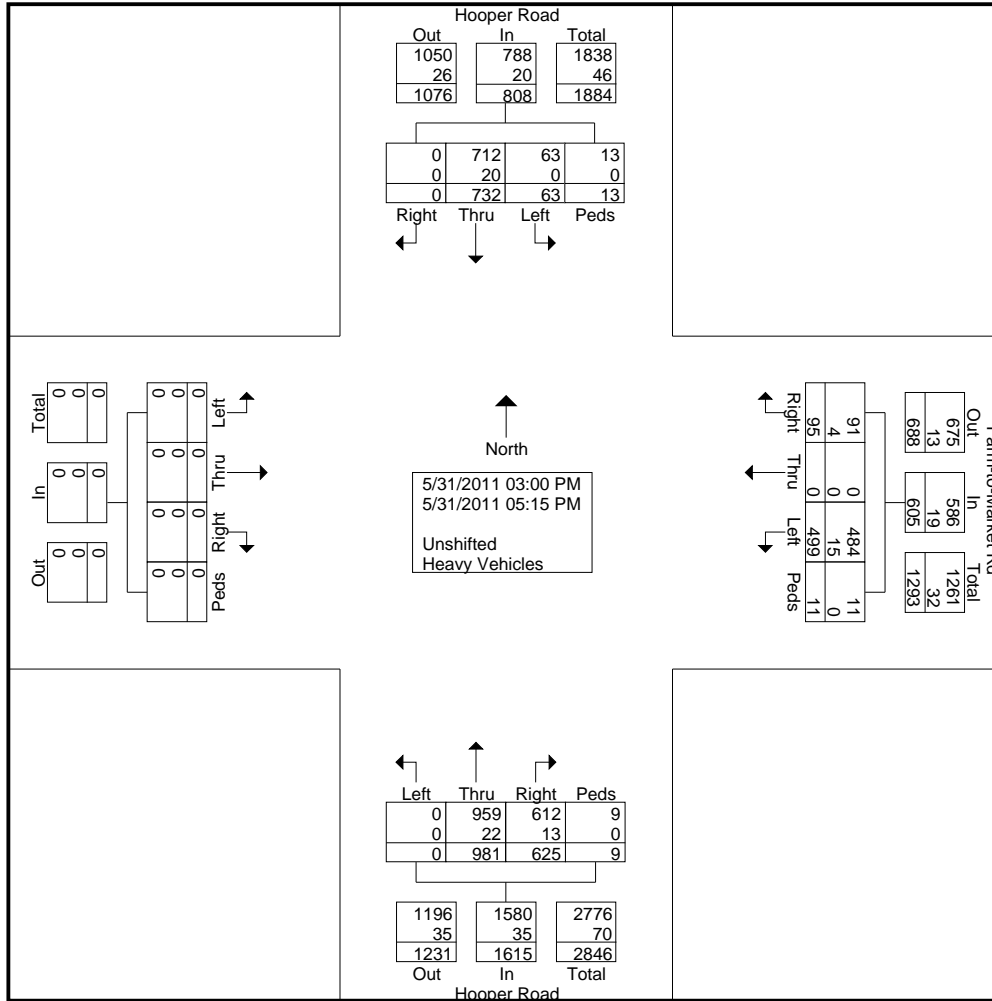 Hooper Road
Out In Total
1050 788 1838
26 20 46
1076 808 1884
0 712 63 13
0 20 0 0
0 732 63 13
Right Thru Left Peds
Total
0 0 0
In
0 0 0
Out
0 0 0
Left
0 0 0
Thru
0 0 0
Right
0 0 0
Peds
0 0 0
North
5/31/2011 03:00 PM
5/31/2011 05:15 PM
Unshifted
Heavy Vehicles
Right Thru Left Peds
91 0 484 11
4 0 15 0
95 0 499 11
Farm-to-Market Rd
Out In Total
675 586 1261
13 19 32
688 605 1293
Left Thru Right Peds
0 959 612 9
0 22 13 0
0 981 625 9
1196 1580 2776
35 35 70
1231 1615 2846
Out In Total
Hooper Road